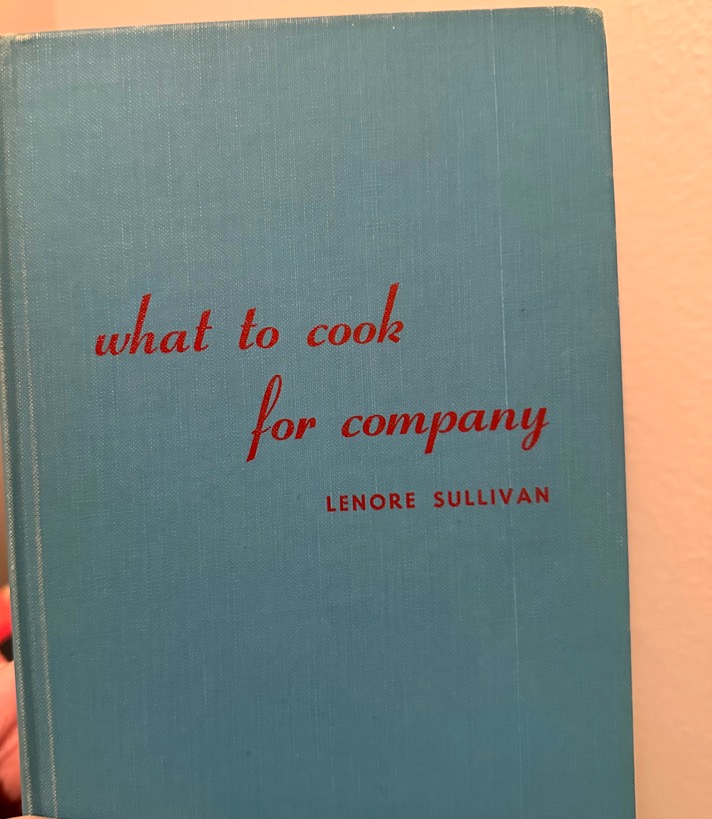 what to cook
for company
LENORE SULLIVAN